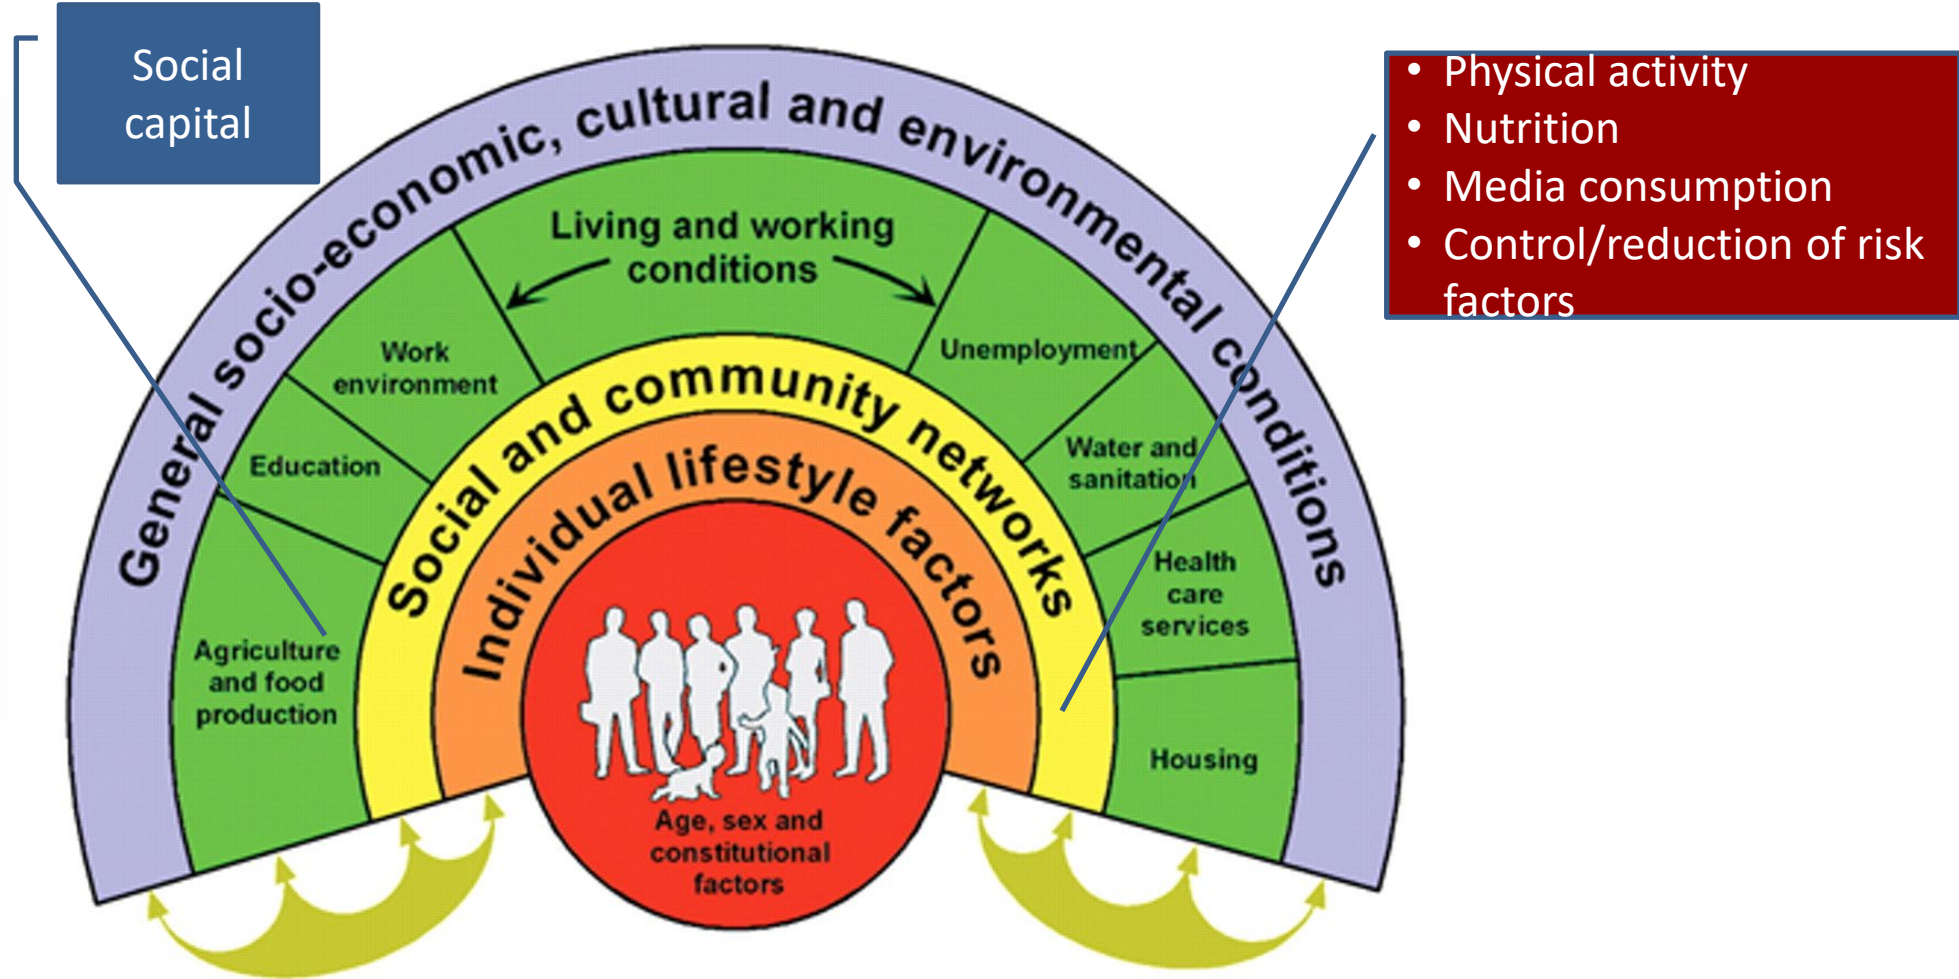 Social
capital
• Physical activity
• Nutrition
• Media consumption
• Control/reduction of risk
factors
General socio-economic, cultural and environmental conditions
Living and working
conditions
Work
environment
Education
Agriculture
and food
production
Unemployment
Water and
sanitation
Health
care
services
Housing
Social and community networks
Individual lifestyle factors
Age, sex and
constitutional
factors